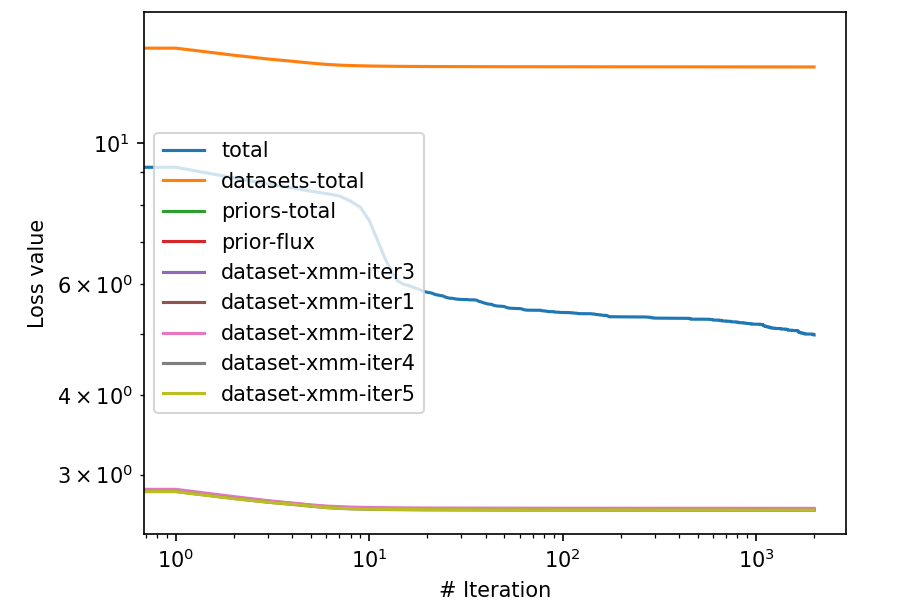 10¹
6 × 10⁰
4 × 10⁰
3 × 10⁰
Loss value
total
datasets-total
priors-total
prior-flux
dataset-xmm-iter3
dataset-xmm-iter1
dataset-xmm-iter2
dataset-xmm-iter4
dataset-xmm-iter5
10⁰ 10¹ 10² 10³
# Iteration